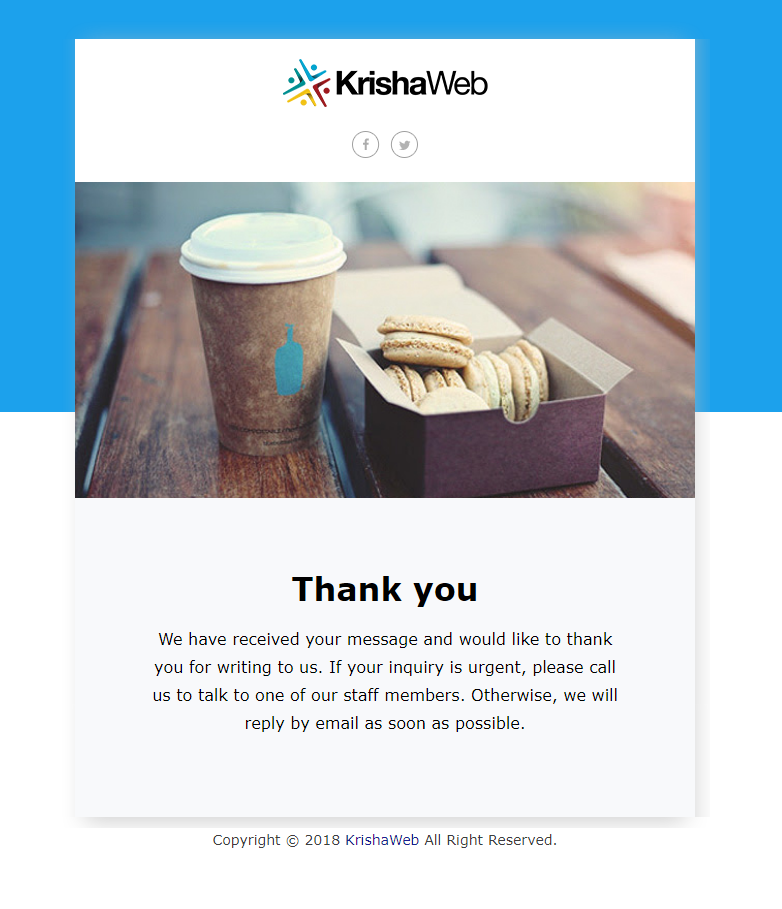 KrishaWeb
Thank you
We have received your message and would like to thank
you for writing to us. If your inquiry is urgent, please call
us to talk to one of our staff members. Otherwise, we will
reply by email as soon as possible.
Copyright © 2018 KrishaWeb All Right Reserved.